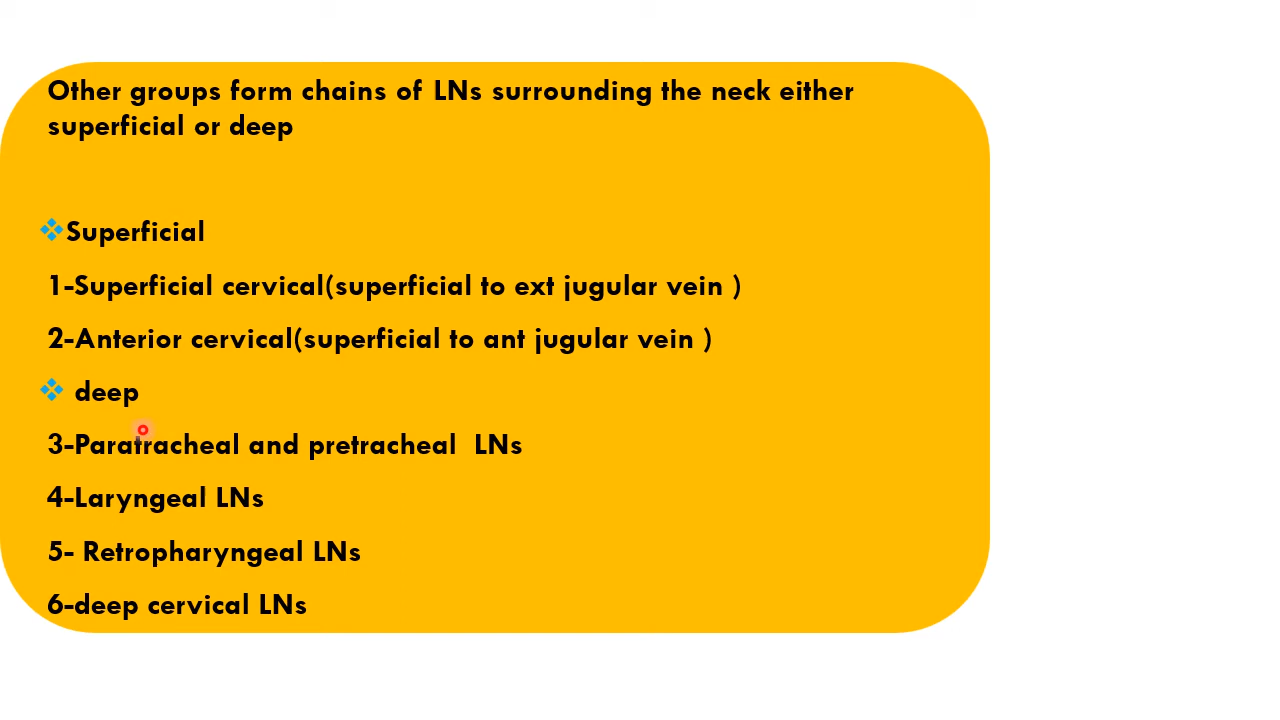 Other groups form chains of LNs surrounding the neck either
superficial or deep
Superficial
1-Superficial cervical(superficial to ext jugular vein )
2-Anterior cervical(superficial to ant jugular vein )
deep
3-Paratracheal and pretracheal LNs
4-Laryngeal LNs
5- Retropharyngeal LNs
6-deep cervical LNs